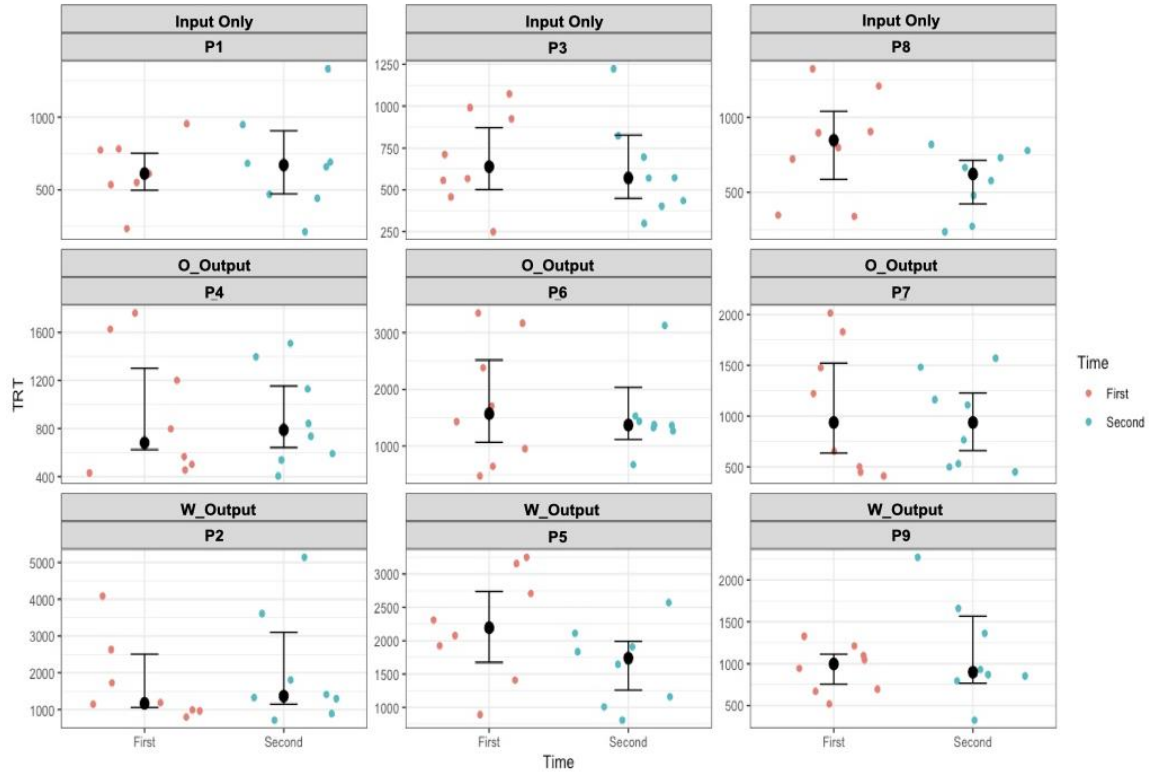 Input Only
P1
1000
500
Input Only
P3
1250
1000
750
500
250
Input Only
P8
1000
500
O_Output
P_4
1600
1200
800
400
O_Output
P_6
3000
2000
1000
O_Output
P_7
2000
1500
1000
500
W_Output
P2
5000
4000
3000
2000
1000
First
Second
W_Output
P5
3000
2500
2000
1500
1000
First
Second
W_Output
P9
2000
1500
1000
500
First
Second
TRT
Time
Time
First
Second